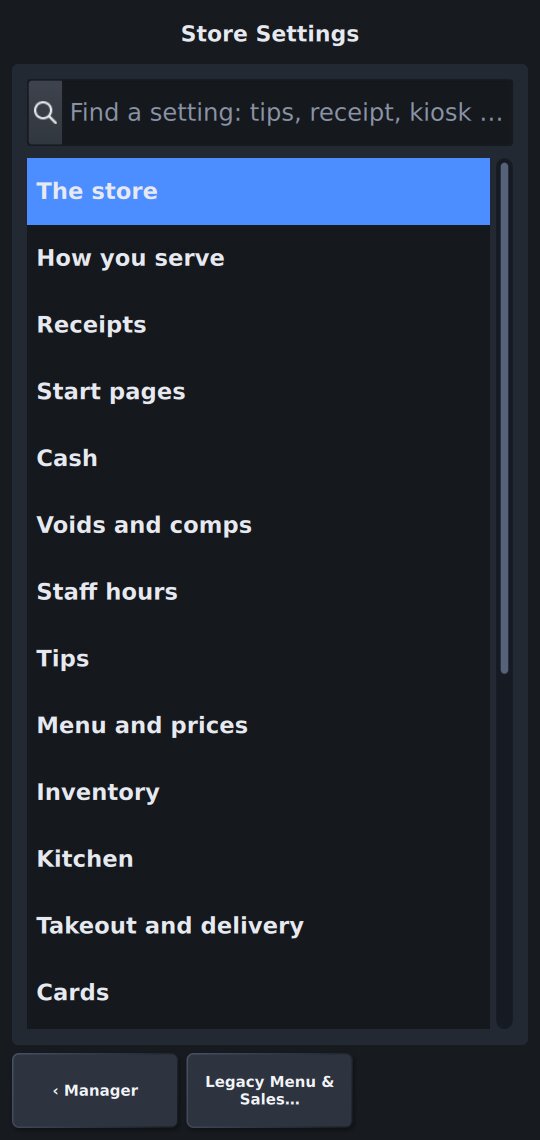 Store Settings
Find a setting: tips, receipt, kiosk ...
The store
How you serve
Receipts
Start pages
Cash
Voids and comps
Staff hours
Tips
Menu and prices
Inventory
Kitchen
Takeout and delivery
Cards
‹ Manager
Legacy Menu &
Sales...